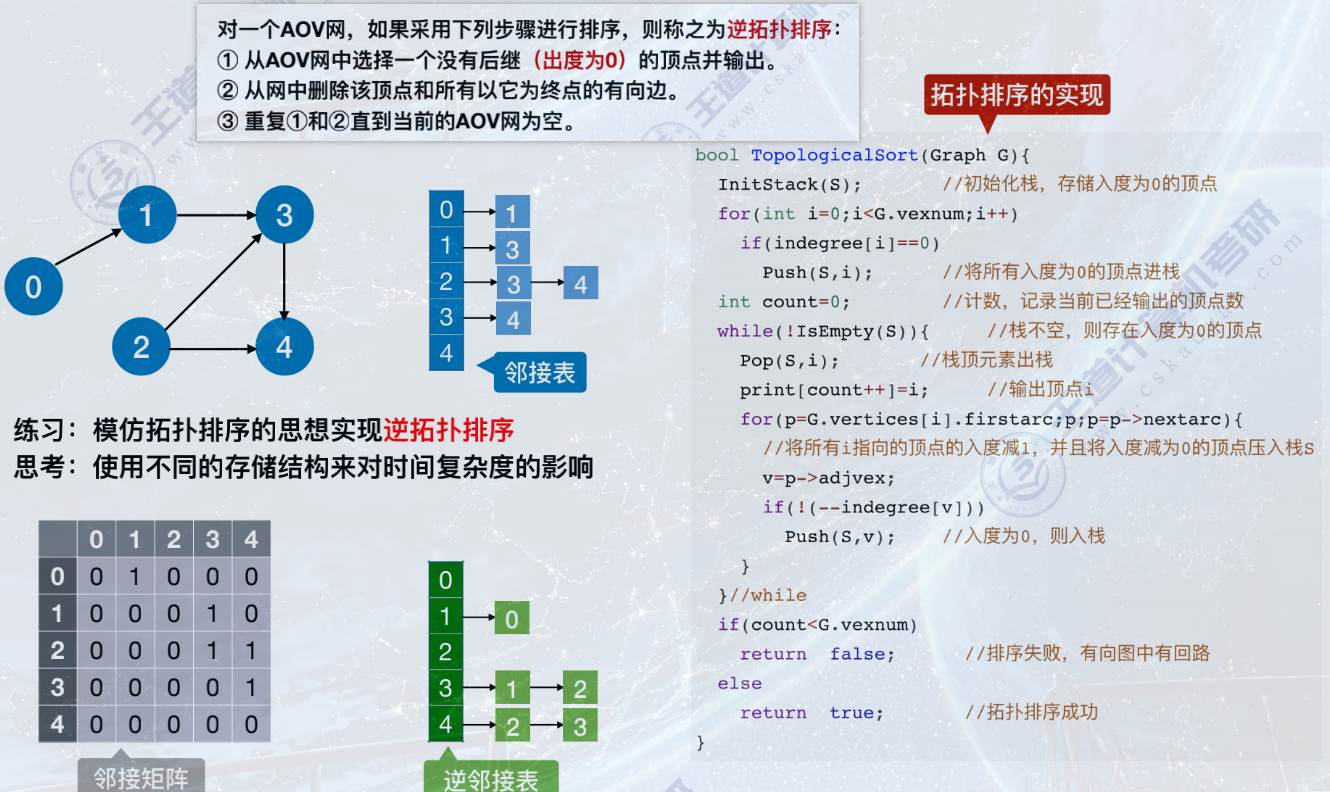 对一个AOV网，如果采用下列步骤进行排序，则称之为逆拓扑排序：
① 从AOV网中选择一个没有后继（出度为0）的顶点并输出。
② 从网中删除该顶点和所有以它为终点的有向边。
③ 重复①和②直到当前的AOV网为空。
1
3
0
2
4
0 1
1 3
2 3 4
3 4
4
邻接表
练习：模仿拓扑排序的思想实现逆拓扑排序
思考：使用不同的存储结构来对时间复杂度的影响
0 1 2 3 4
0 0 1 0 0 0
1 0 0 0 1 0
2 0 0 0 1 1
3 0 0 0 0 1
4 0 0 0 0 0
邻接矩阵
0
1 0
2
3 1 2
4 2 3
逆邻接表
拓扑排序的实现
bool TopologicalSort(Graph G){
InitStack(S); //初始化栈，存储入度为0的顶点
for(int i=0;i<G.vexnum;i++)
if(indegree[i]==0)
Push(S,i); //将所有入度为0的顶点进栈
int count=0; //计数，记录当前已经输出的顶点数
while(!IsEmpty(S)){ //栈不空，则存在入度为0的顶点
Pop(S,i); //栈顶元素出栈
print[count++]=i; //输出顶点i
for(p=G.vertices[i].firstarc;p;p=p->nextarc){
//将所有i指向的顶点的入度减1，并且将入度减为0的顶点压入栈S
v=p->adjvex;
if(!(--indegree[v]))
Push(S,v); //入度为0，则入栈
}
}//while
if(count<G.vexnum)
return false; //排序失败，有向图中有回路
else
return true; //拓扑排序成功
}
王道计算机考研
www.cskaoyan.com